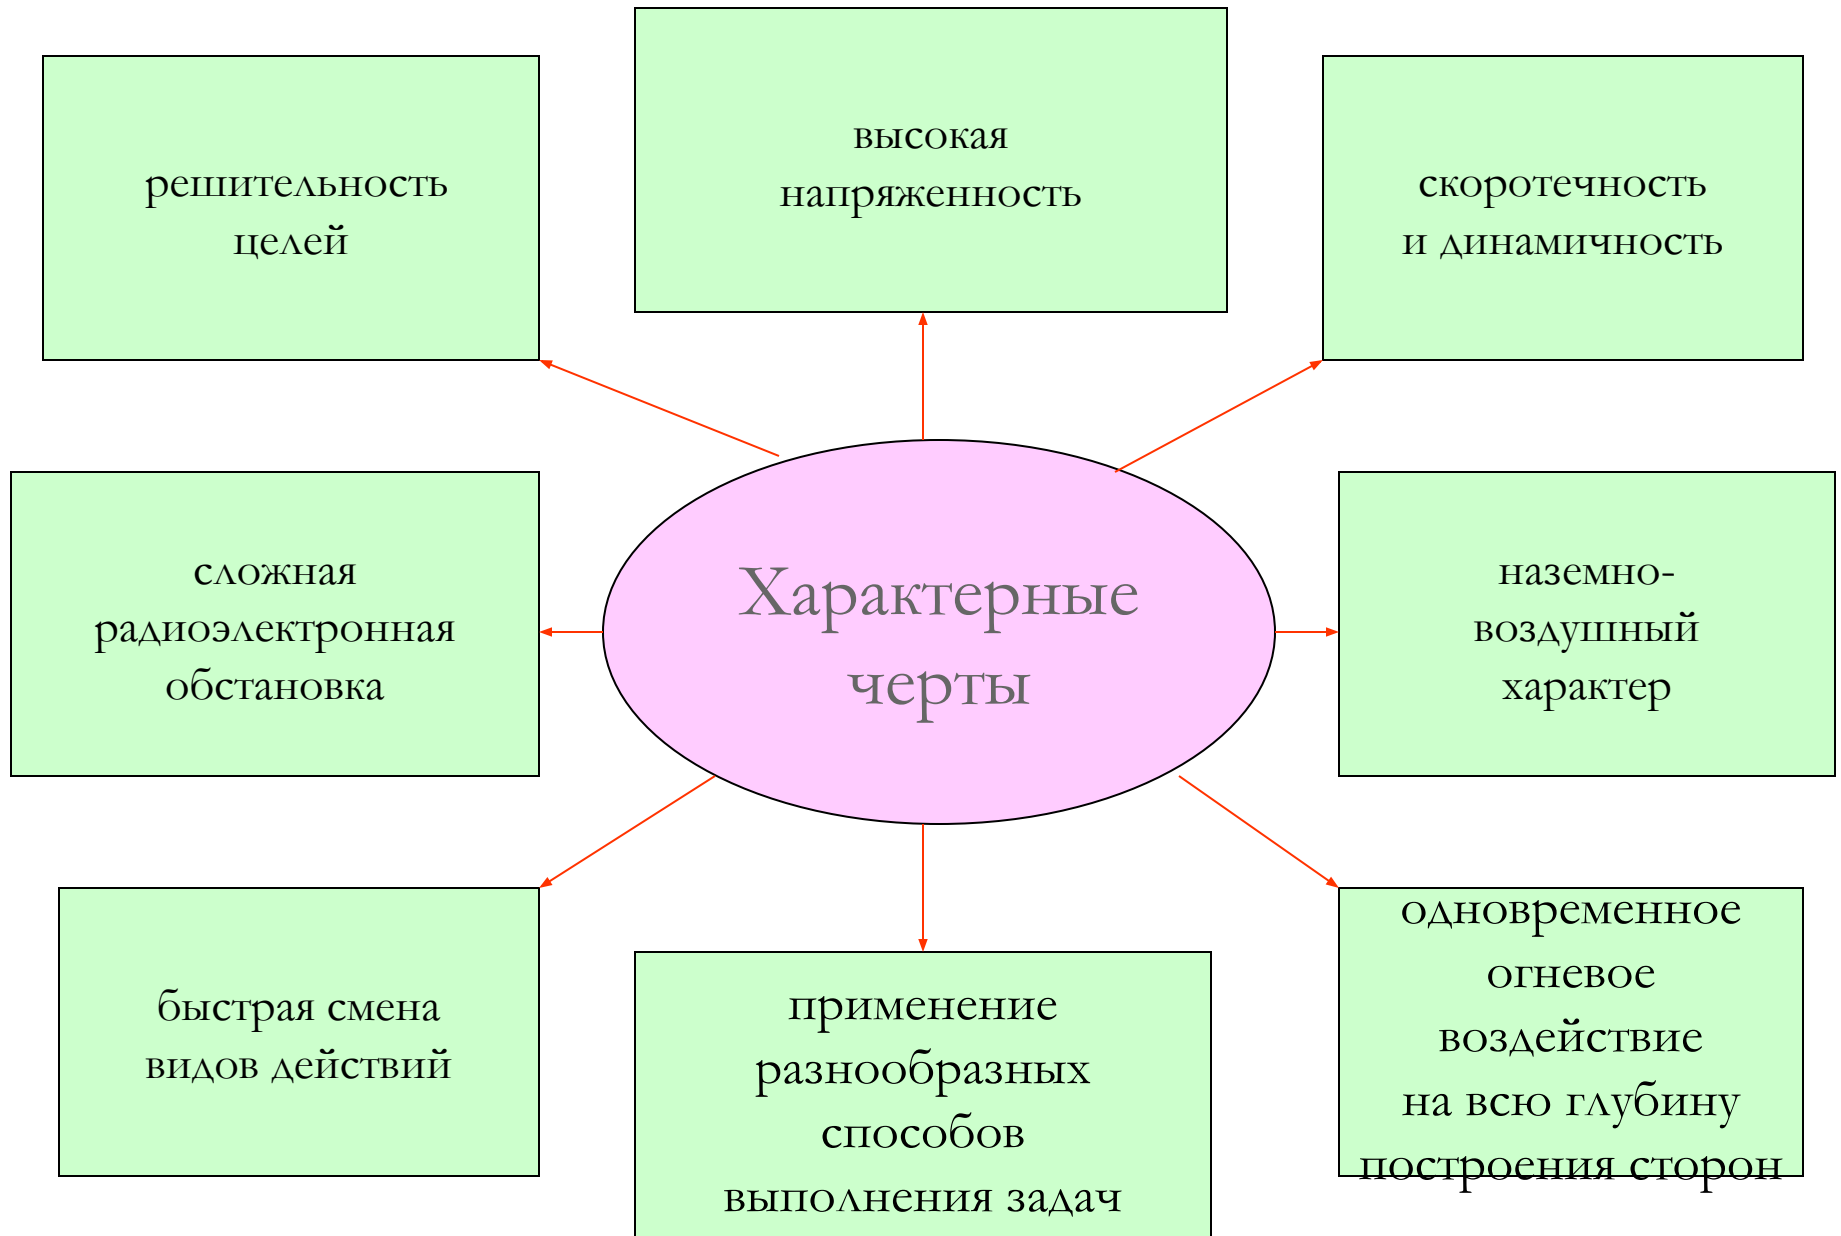 решительность
целей
высокая
напряженность
скоротечность
и динамичность
сложная
радиоэлектронная
обстановка
Характерные
черты
наземно-
воздушный
характер
быстрая смена
видов действий
применение
разнообразных
способов
выполнения задач
одновременное
огневое
воздействие
на всю глубину
построения сторон